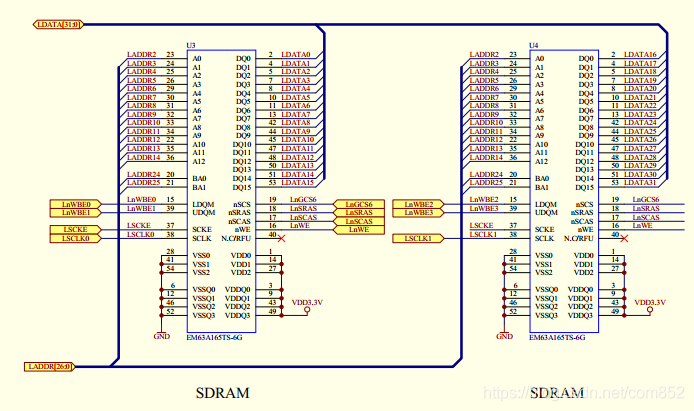 LDATA[31:0]
U3
LADDR2 23 A0 DQ0 2 LDATA0
LADDR3 24 A1 DQ1 4 LDATA1
LADDR4 25 A2 DQ2 5 LDATA2
LADDR5 26 A3 DQ3 7 LDATA3
LADDR6 29 A4 DQ4 8 LDATA4
LADDR7 30 A5 DQ5 10 LDATA5
LADDR8 31 A6 DQ6 11 LDATA6
LADDR9 32 A7 DQ7 13 LDATA7
LADDR10 33 A8 DQ8 42 LDATA8
LADDR11 34 A9 DQ9 44 LDATA9
LADDR12 22 A10 DQ10 45 LDATA10
LADDR13 35 A11 DQ11 47 LDATA11
LADDR14 36 A12 DQ12 48 LDATA12
DQ13 50 LDATA13
LADDR24 20 BA0 DQ14 51 LDATA14
LADDR25 21 BA1 DQ15 53 LDATA15
LnWBE0 LnWBE0 15 LDQM nSCS 19 LnGCS6 LnGCS6
LnWBE1 LnWBE1 39 UDQM nSRAS 18 LnSRAS LnSRAS
nSCAS 17 LnSCAS LnSCAS
LSCKE LSCKE 37 SCKE nWE 16 LnWE LnWE
LSCLK0 LSCLK0 38 SCLK N.C/RFU 40
28 VSS0 VDD0 1
41 VSS1 VDD1 14
54 VSS2 VDD2 27
6 VSSQ0 VDDQ0 3
12 VSSQ1 VDDQ1 9
46 VSSQ2 VDDQ2 43
52 VSSQ3 VDDQ3 49
VDD3.3V
GND
EM63A165TS-6G
U4
LADDR2 23 A0 DQ0 2 LDATA16
LADDR3 24 A1 DQ1 4 LDATA17
LADDR4 25 A2 DQ2 5 LDATA18
LADDR5 26 A3 DQ3 7 LDATA19
LADDR6 29 A4 DQ4 8 LDATA20
LADDR7 30 A5 DQ5 10 LDATA21
LADDR8 31 A6 DQ6 11 LDATA22
LADDR9 32 A7 DQ7 13 LDATA23
LADDR10 33 A8 DQ8 42 LDATA24
LADDR11 34 A9 DQ9 44 LDATA25
LADDR12 22 A10 DQ10 45 LDATA26
LADDR13 35 A11 DQ11 47 LDATA27
LADDR14 36 A12 DQ12 48 LDATA28
DQ13 50 LDATA29
LADDR24 20 BA0 DQ14 51 LDATA30
LADDR25 21 BA1 DQ15 53 LDATA31
LnWBE2 LnWBE2 15 LDQM nSCS 19 LnGCS6
LnWBE3 LnWBE3 39 UDQM nSRAS 18 LnSRAS
nSCAS 17 LnSCAS
LSCKE 37 SCKE nWE 16 LnWE
LSCLK1 LSCLK1 38 SCLK N.C/RFU 40
28 VSS0 VDD0 1
41 VSS1 VDD1 14
54 VSS2 VDD2 27
6 VSSQ0 VDDQ0 3
12 VSSQ1 VDDQ1 9
46 VSSQ2 VDDQ2 43
52 VSSQ3 VDDQ3 49
VDD3.3V
GND
EM63A165TS-6G
LADDR[26:0]
SDRAM
SDRAM